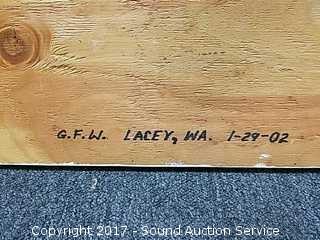 G.F.W. LACEY, WA. 1-29-02
Copyright 2017 - Sound Auction Service